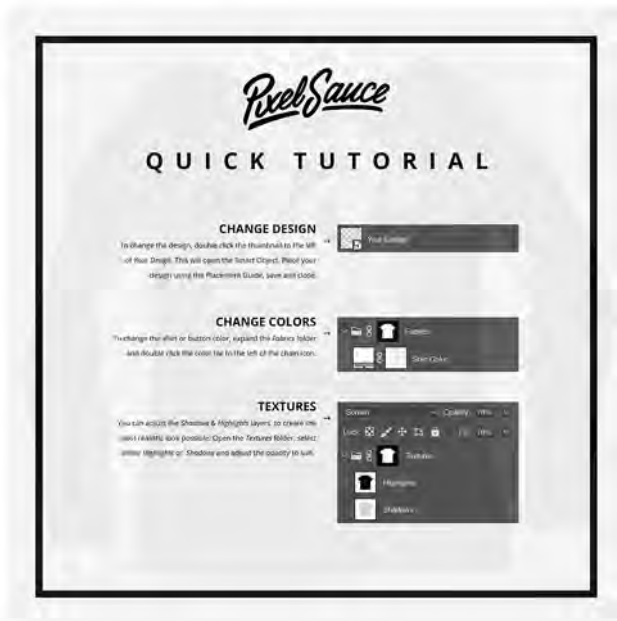 Pixel Sauce
QUICK TUTORIAL
CHANGE DESIGN
To change the design, double click the thumbnail to the left
of Your Design. This will open the Smart Object. Paste your
design using the Placement Guide, save and close.
Your Design
CHANGE COLORS
To change the shirt or button color, expand the Fabrics folder
and double click the color tile to the left of the chain icon.
Fabrics
Shirt Color
TEXTURES
You can adjust the Shadows & Highlights layers, to create the
most realistic look possible. Open the Textures folder, select
either Highlights or Shadows and adjust the opacity to suit.
Screen Opacity: 70%
Lock:
Textures
Highlights
Shadows